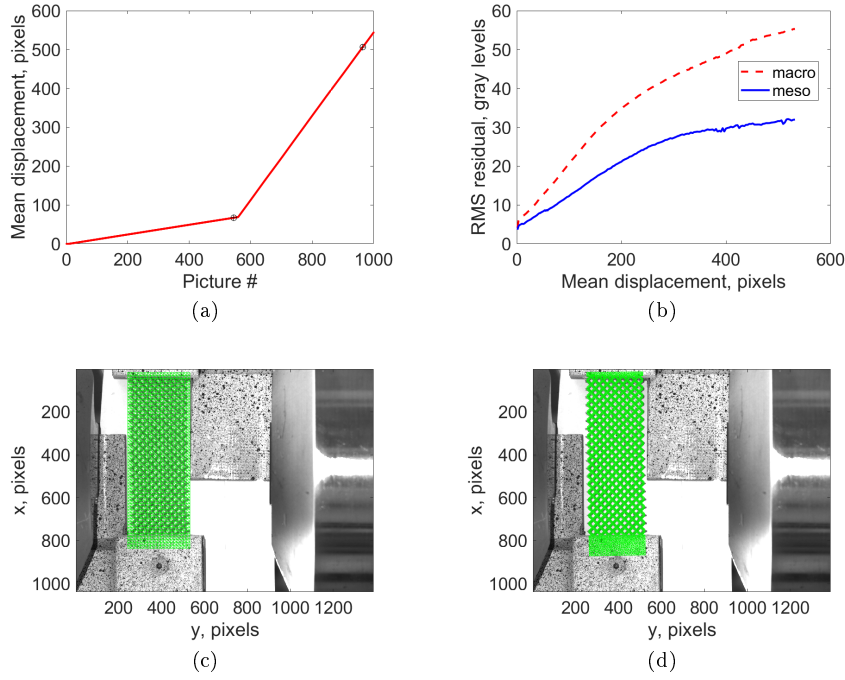 600
500
400
300
200
100
0
Mean displacement, pixels
0 200 400 600 800 1000
Picture #
(a)
60
50
40
30
20
10
0
RMS residual, gray levels
macro
meso
0 200 400 600
Mean displacement, pixels
(b)
200
400
600
800
1000
x, pixels
200 400 600 800 1000 1200
y, pixels
(c)
200
400
600
800
1000
x, pixels
200 400 600 800 1000 1200
y, pixels
(d)